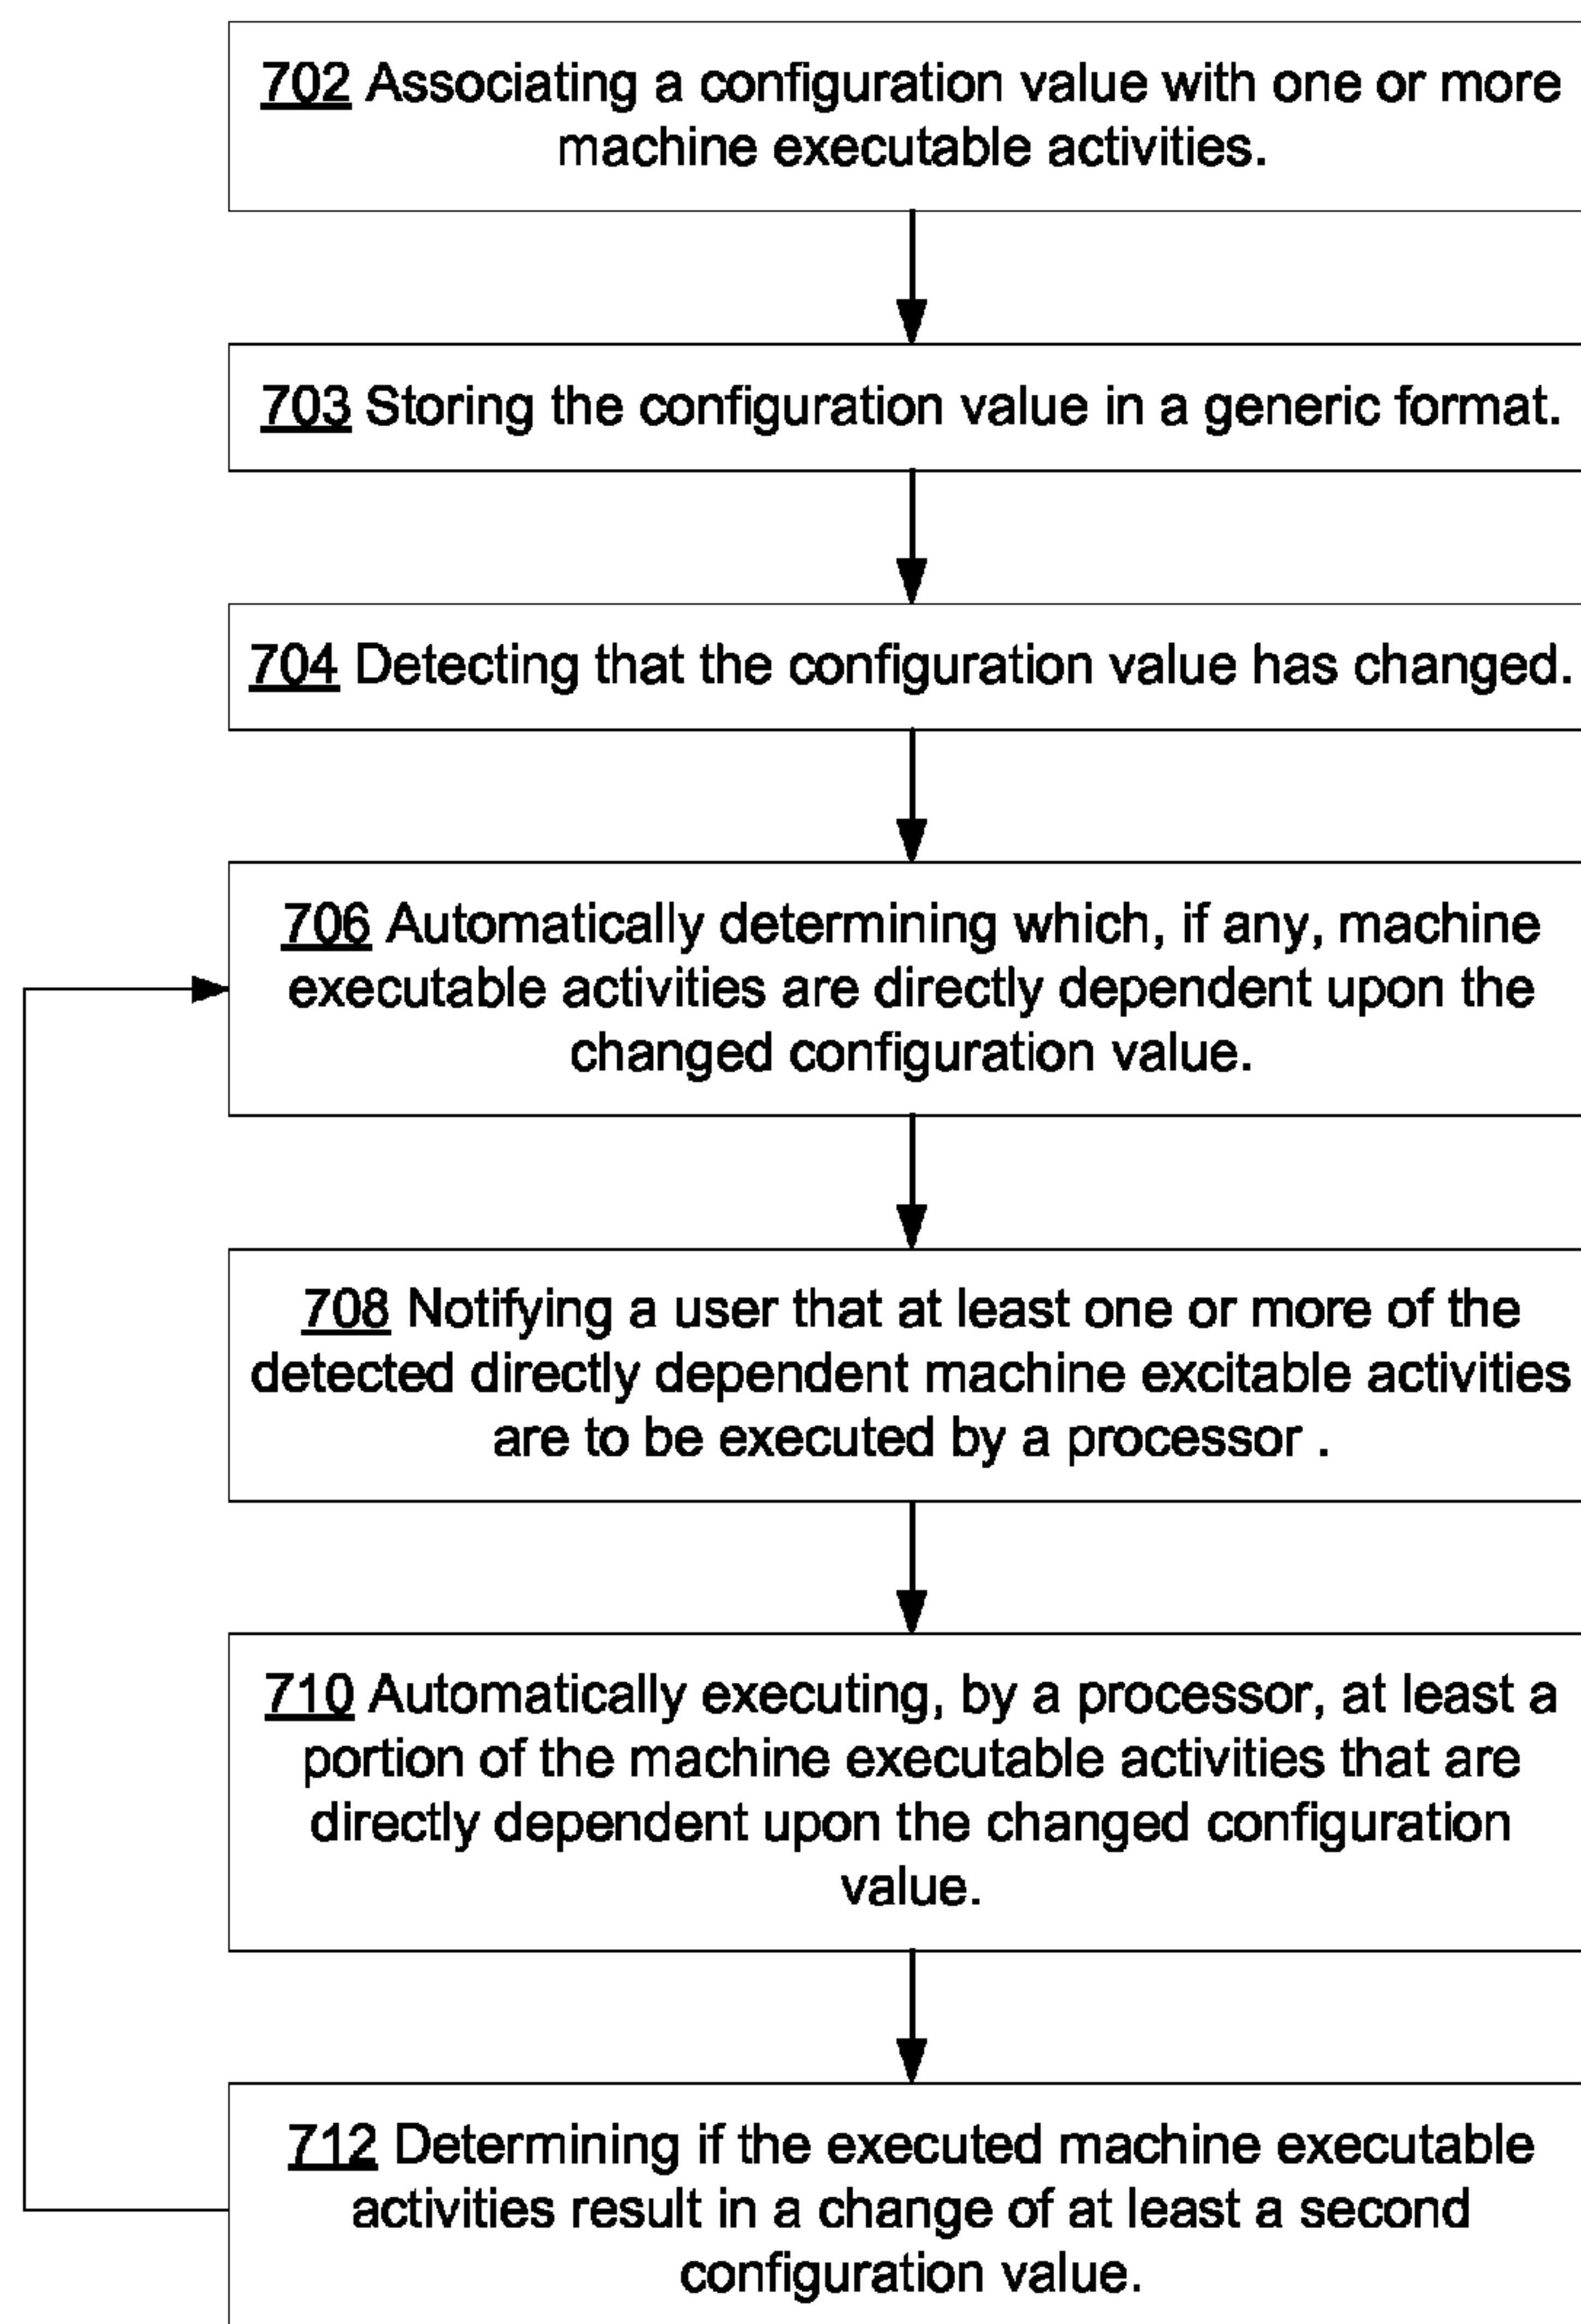 702 Associating a configuration value with one or more
machine executable activities.
703 Storing the configuration value in a generic format.
704 Detecting that the configuration value has changed.
706 Automatically determining which, if any, machine
executable activities are directly dependent upon the
changed configuration value.
708 Notifying a user that at least one or more of the
detected directly dependent machine excitable activities
are to be executed by a processor .
710 Automatically executing, by a processor, at least a
portion of the machine executable activities that are
directly dependent upon the changed configuration
value.
712 Determining if the executed machine executable
activities result in a change of at least a second
configuration value.